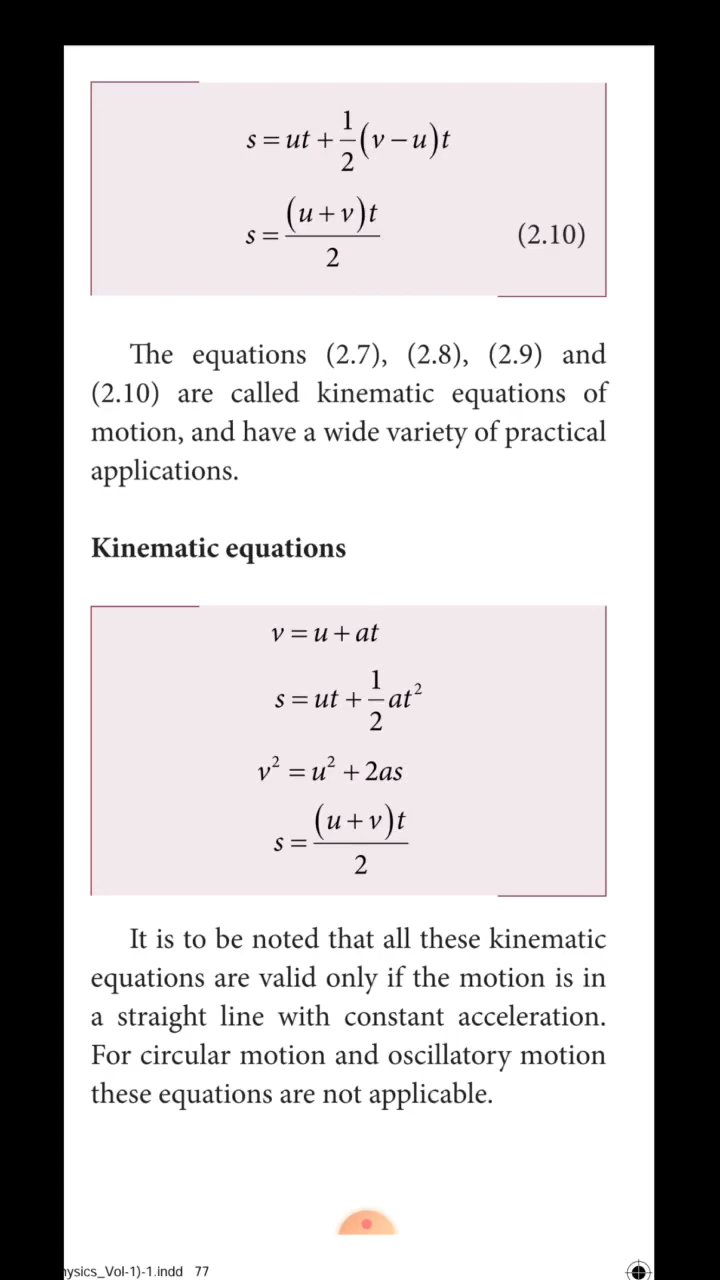 s = ut + 1/2 (v − u)t
s = (u + v)t / 2 (2.10)
The equations (2.7), (2.8), (2.9) and
(2.10) are called kinematic equations of
motion, and have a wide variety of practical
applications.
Kinematic equations
v = u + at
s = ut + 1/2 at²
v² = u² + 2as
s = (u + v)t / 2
It is to be noted that all these kinematic
equations are valid only if the motion is in
a straight line with constant acceleration.
For circular motion and oscillatory motion
these equations are not applicable.
ysics_Vol-1)-1.indd 77